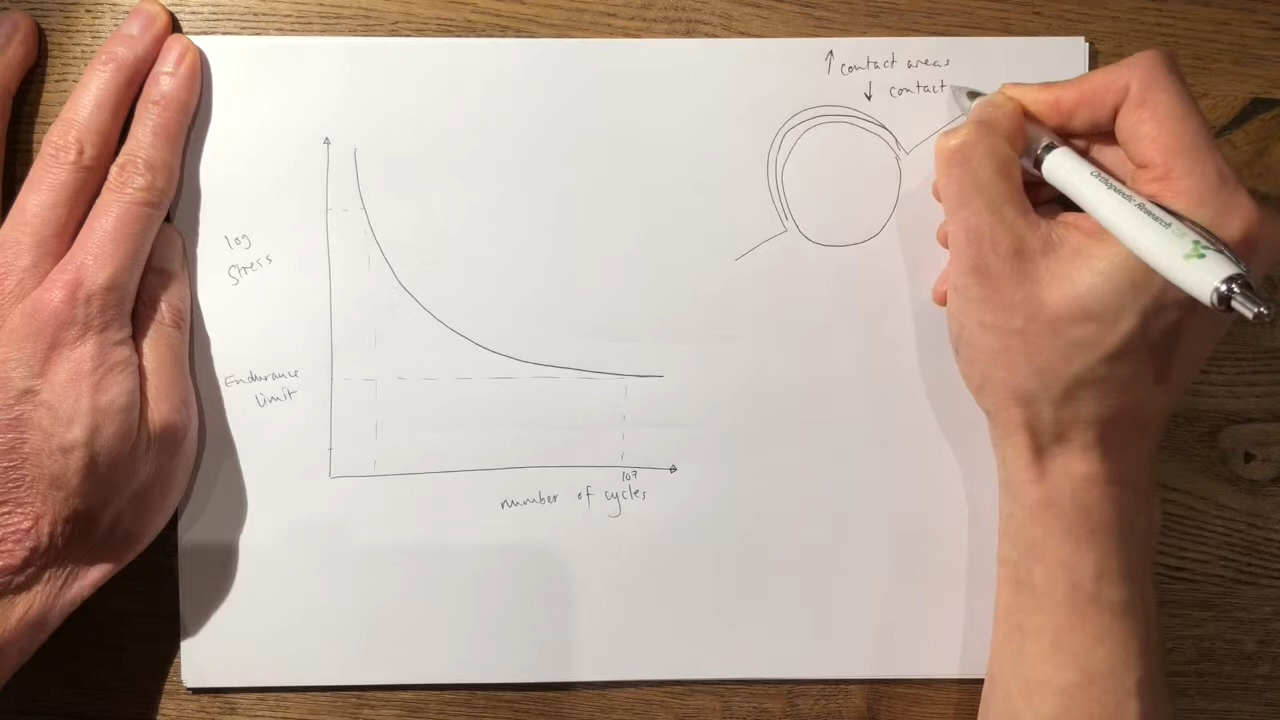 ↑ contact areas
↓ contact
log
stress
Endurance
limit
10⁷
number of cycles
Orthopaedic Research